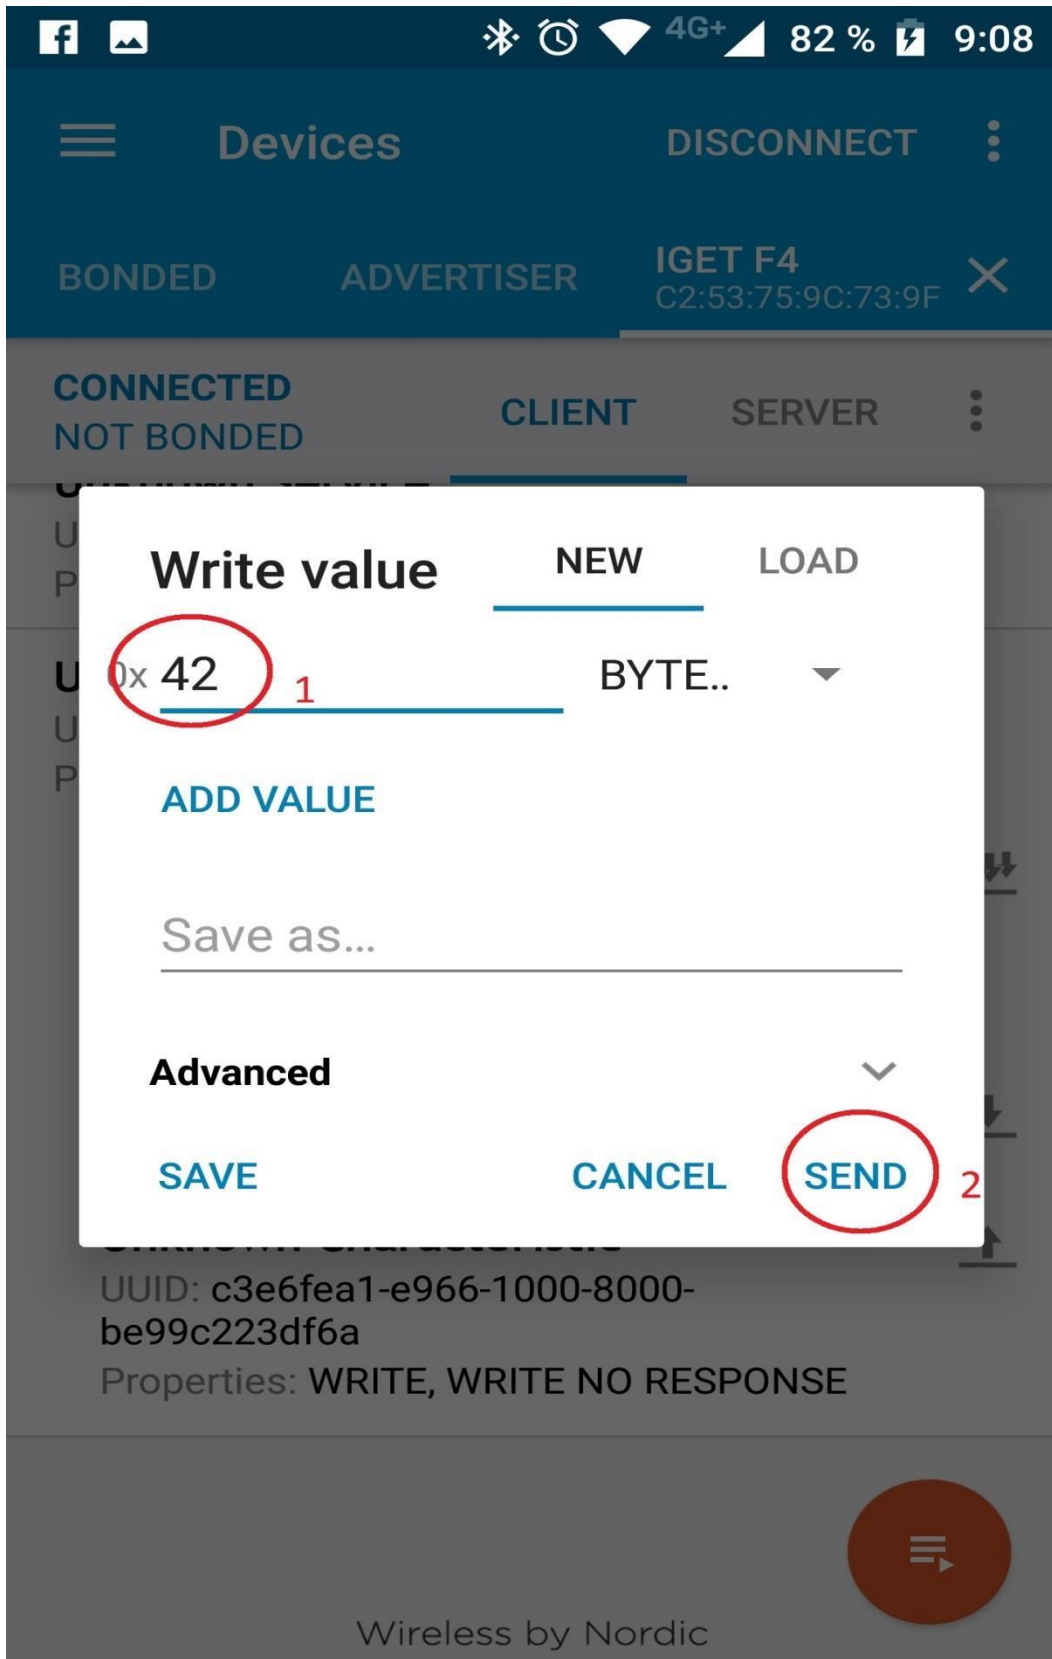 4G+ 82 % 9:08
Devices DISCONNECT
BONDED ADVERTISER IGET F4
C2:53:75:9C:73:9F
CONNECTED
NOT BONDED
CLIENT SERVER
Write value NEW LOAD
0x 42 1 BYTE..
ADD VALUE
Save as...
Advanced
SAVE CANCEL SEND 2
UUID: c3e6fea1-e966-1000-8000-
be99c223df6a
Properties: WRITE, WRITE NO RESPONSE
Wireless by Nordic